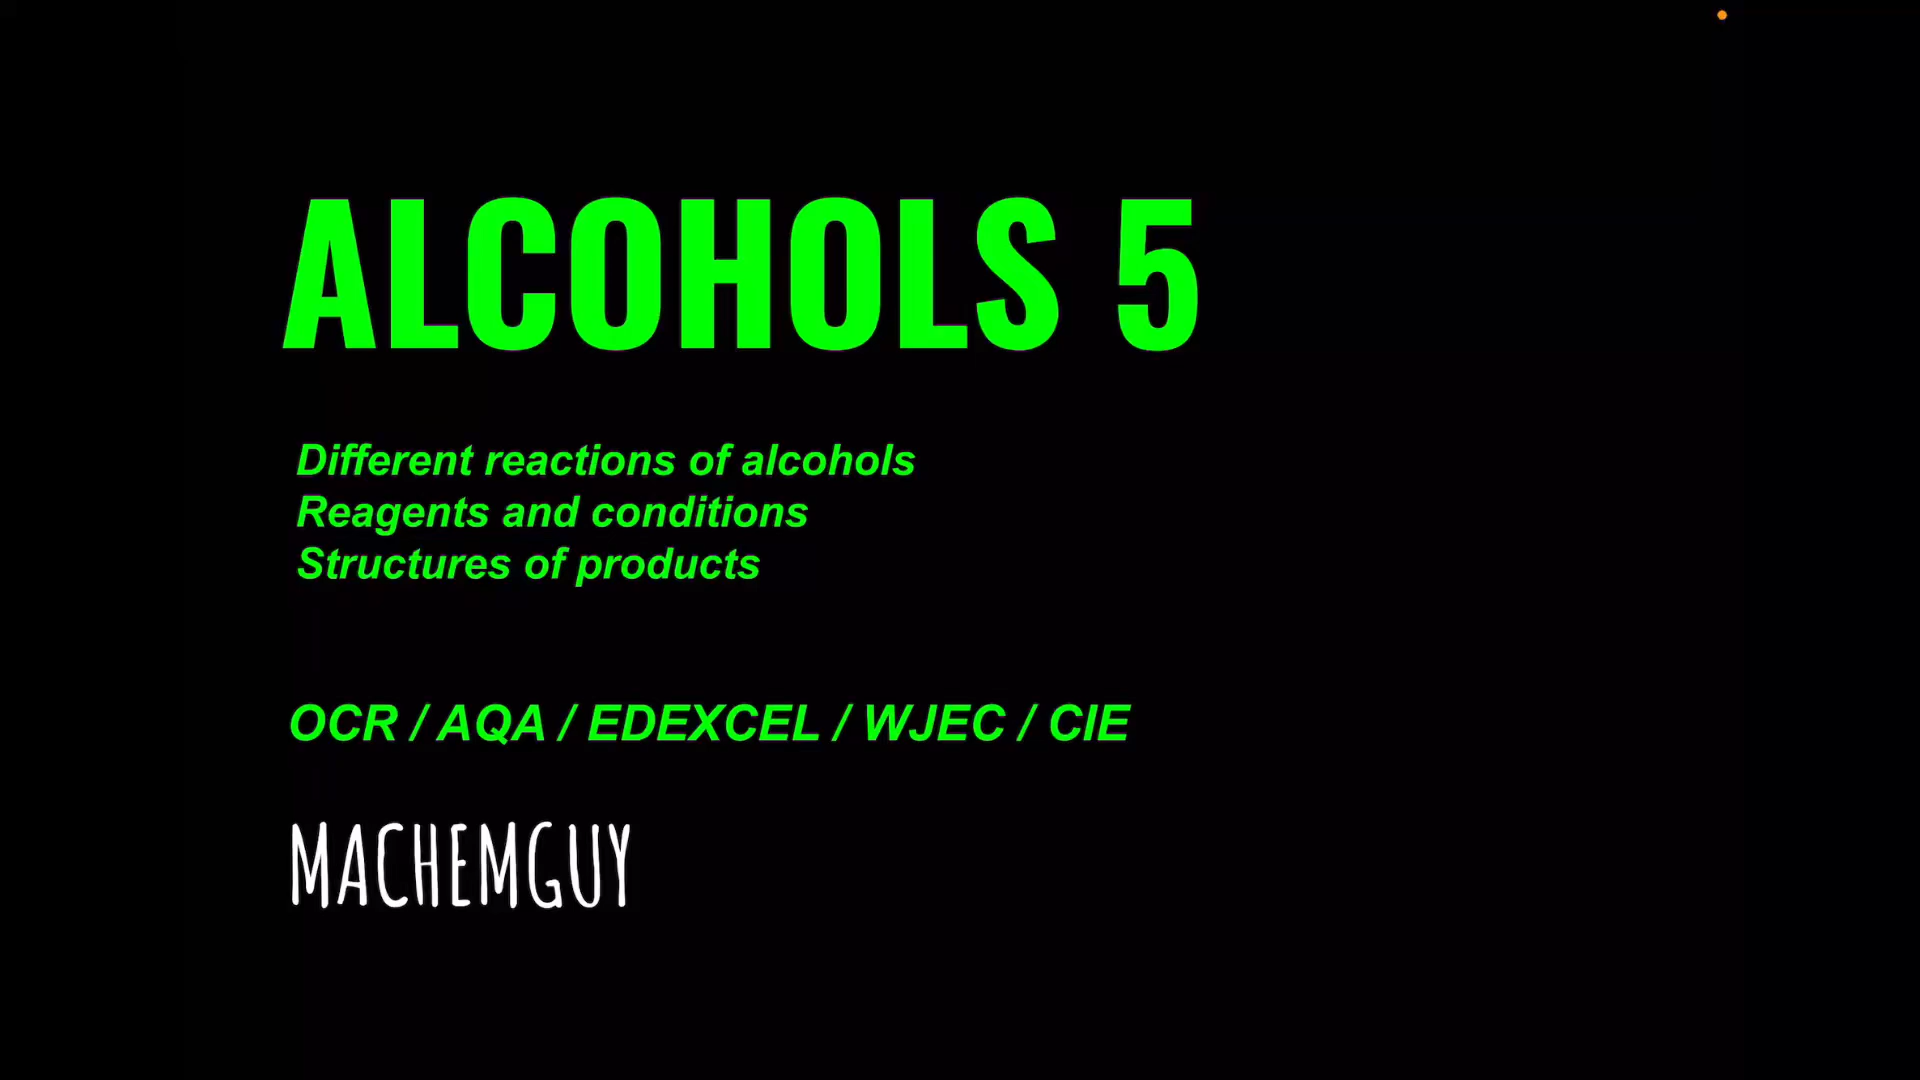 ALCOHOLS 5
Different reactions of alcohols
Reagents and conditions
Structures of products
OCR / AQA / EDEXCEL / WJEC / CIE
MACHEMGUY